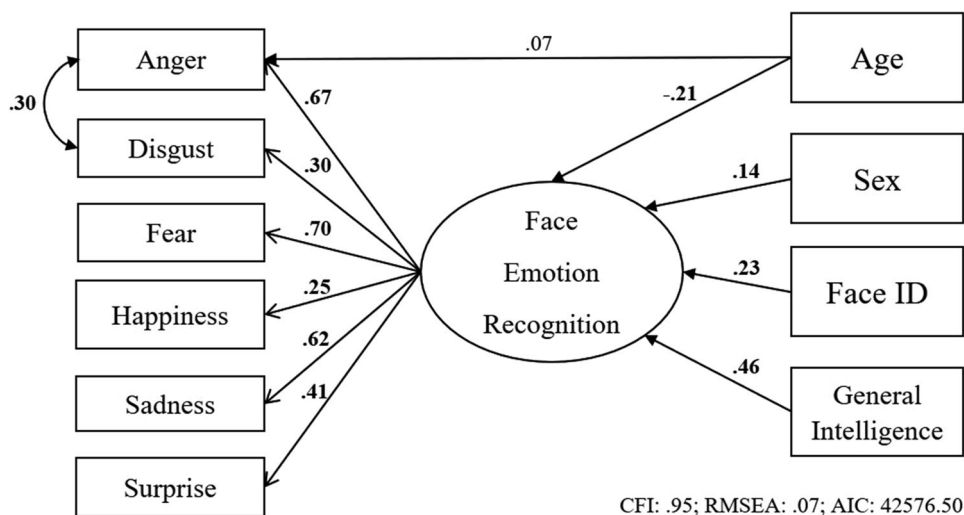 Anger
.07
Age
.30
.67
-.21
Disgust
.30
.14
Sex
Fear
.70
Face
Emotion
Recognition
.23
Face ID
.25
Happiness
.62
.46
Sadness
.41
General
Intelligence
Surprise
CFI: .95; RMSEA: .07; AIC: 42576.50